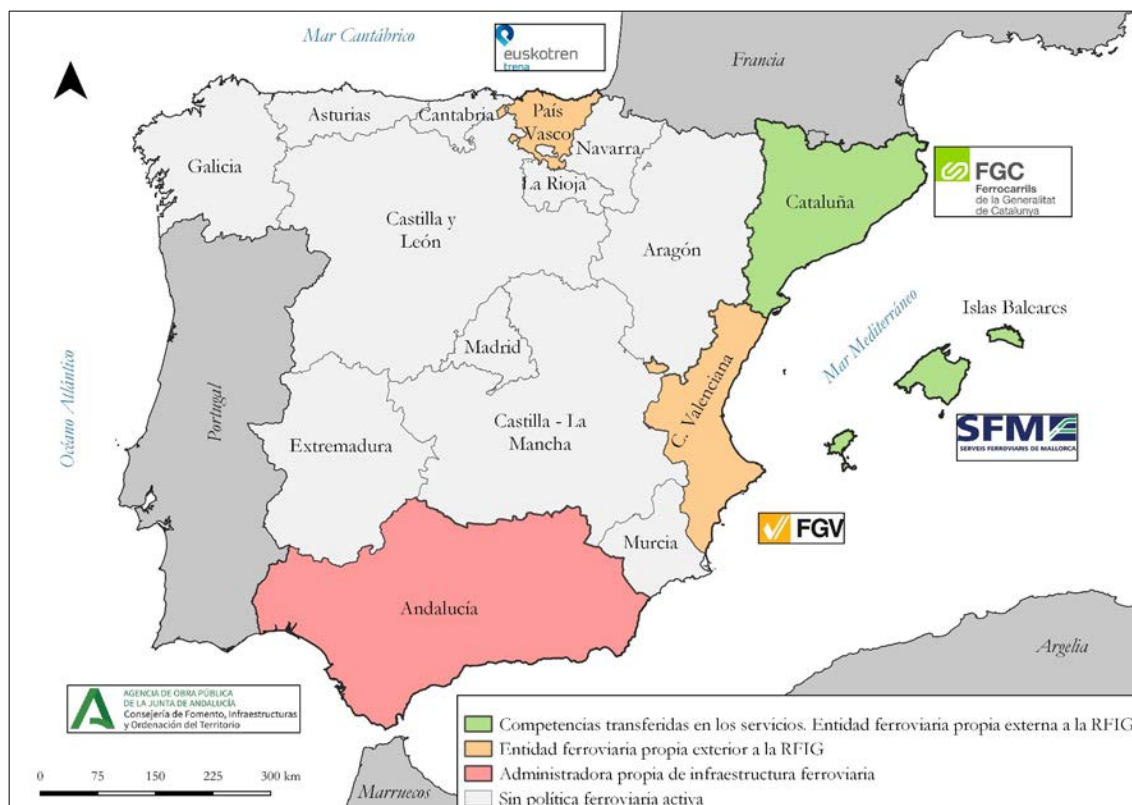 Mar Cantábrico
euskotren
trena
Francia
Asturias
Cantabria
País
Vasco
Navarra
Galicia
La Rioja
Cataluña
FGC
Ferrocarrils
de la Generalitat
de Catalunya
Castilla y
León
Aragón
Islas Baleares
Mar Mediterráneo
Madrid
Océano Atlántico
Portugal
C. Valenciana
Castilla - La
Mancha
Extremadura
SFM
SERVEIS FERROVIARIS DE MALLORCA
FGV
Murcia
Andalucía
Argelia
AGENCIA DE OBRA PÚBLICA
DE LA JUNTA DE ANDALUCÍA
Consejería de Fomento, Infraestructuras
y Ordenación del Territorio
Competencias transferidas en los servicios. Entidad ferroviaria propia externa a la RFIG
Entidad ferroviaria propia exterior a la RFIG
Administradora propia de infraestructura ferroviaria
Sin política ferroviaria activa
0 75 150 225 300 km
Marruecos